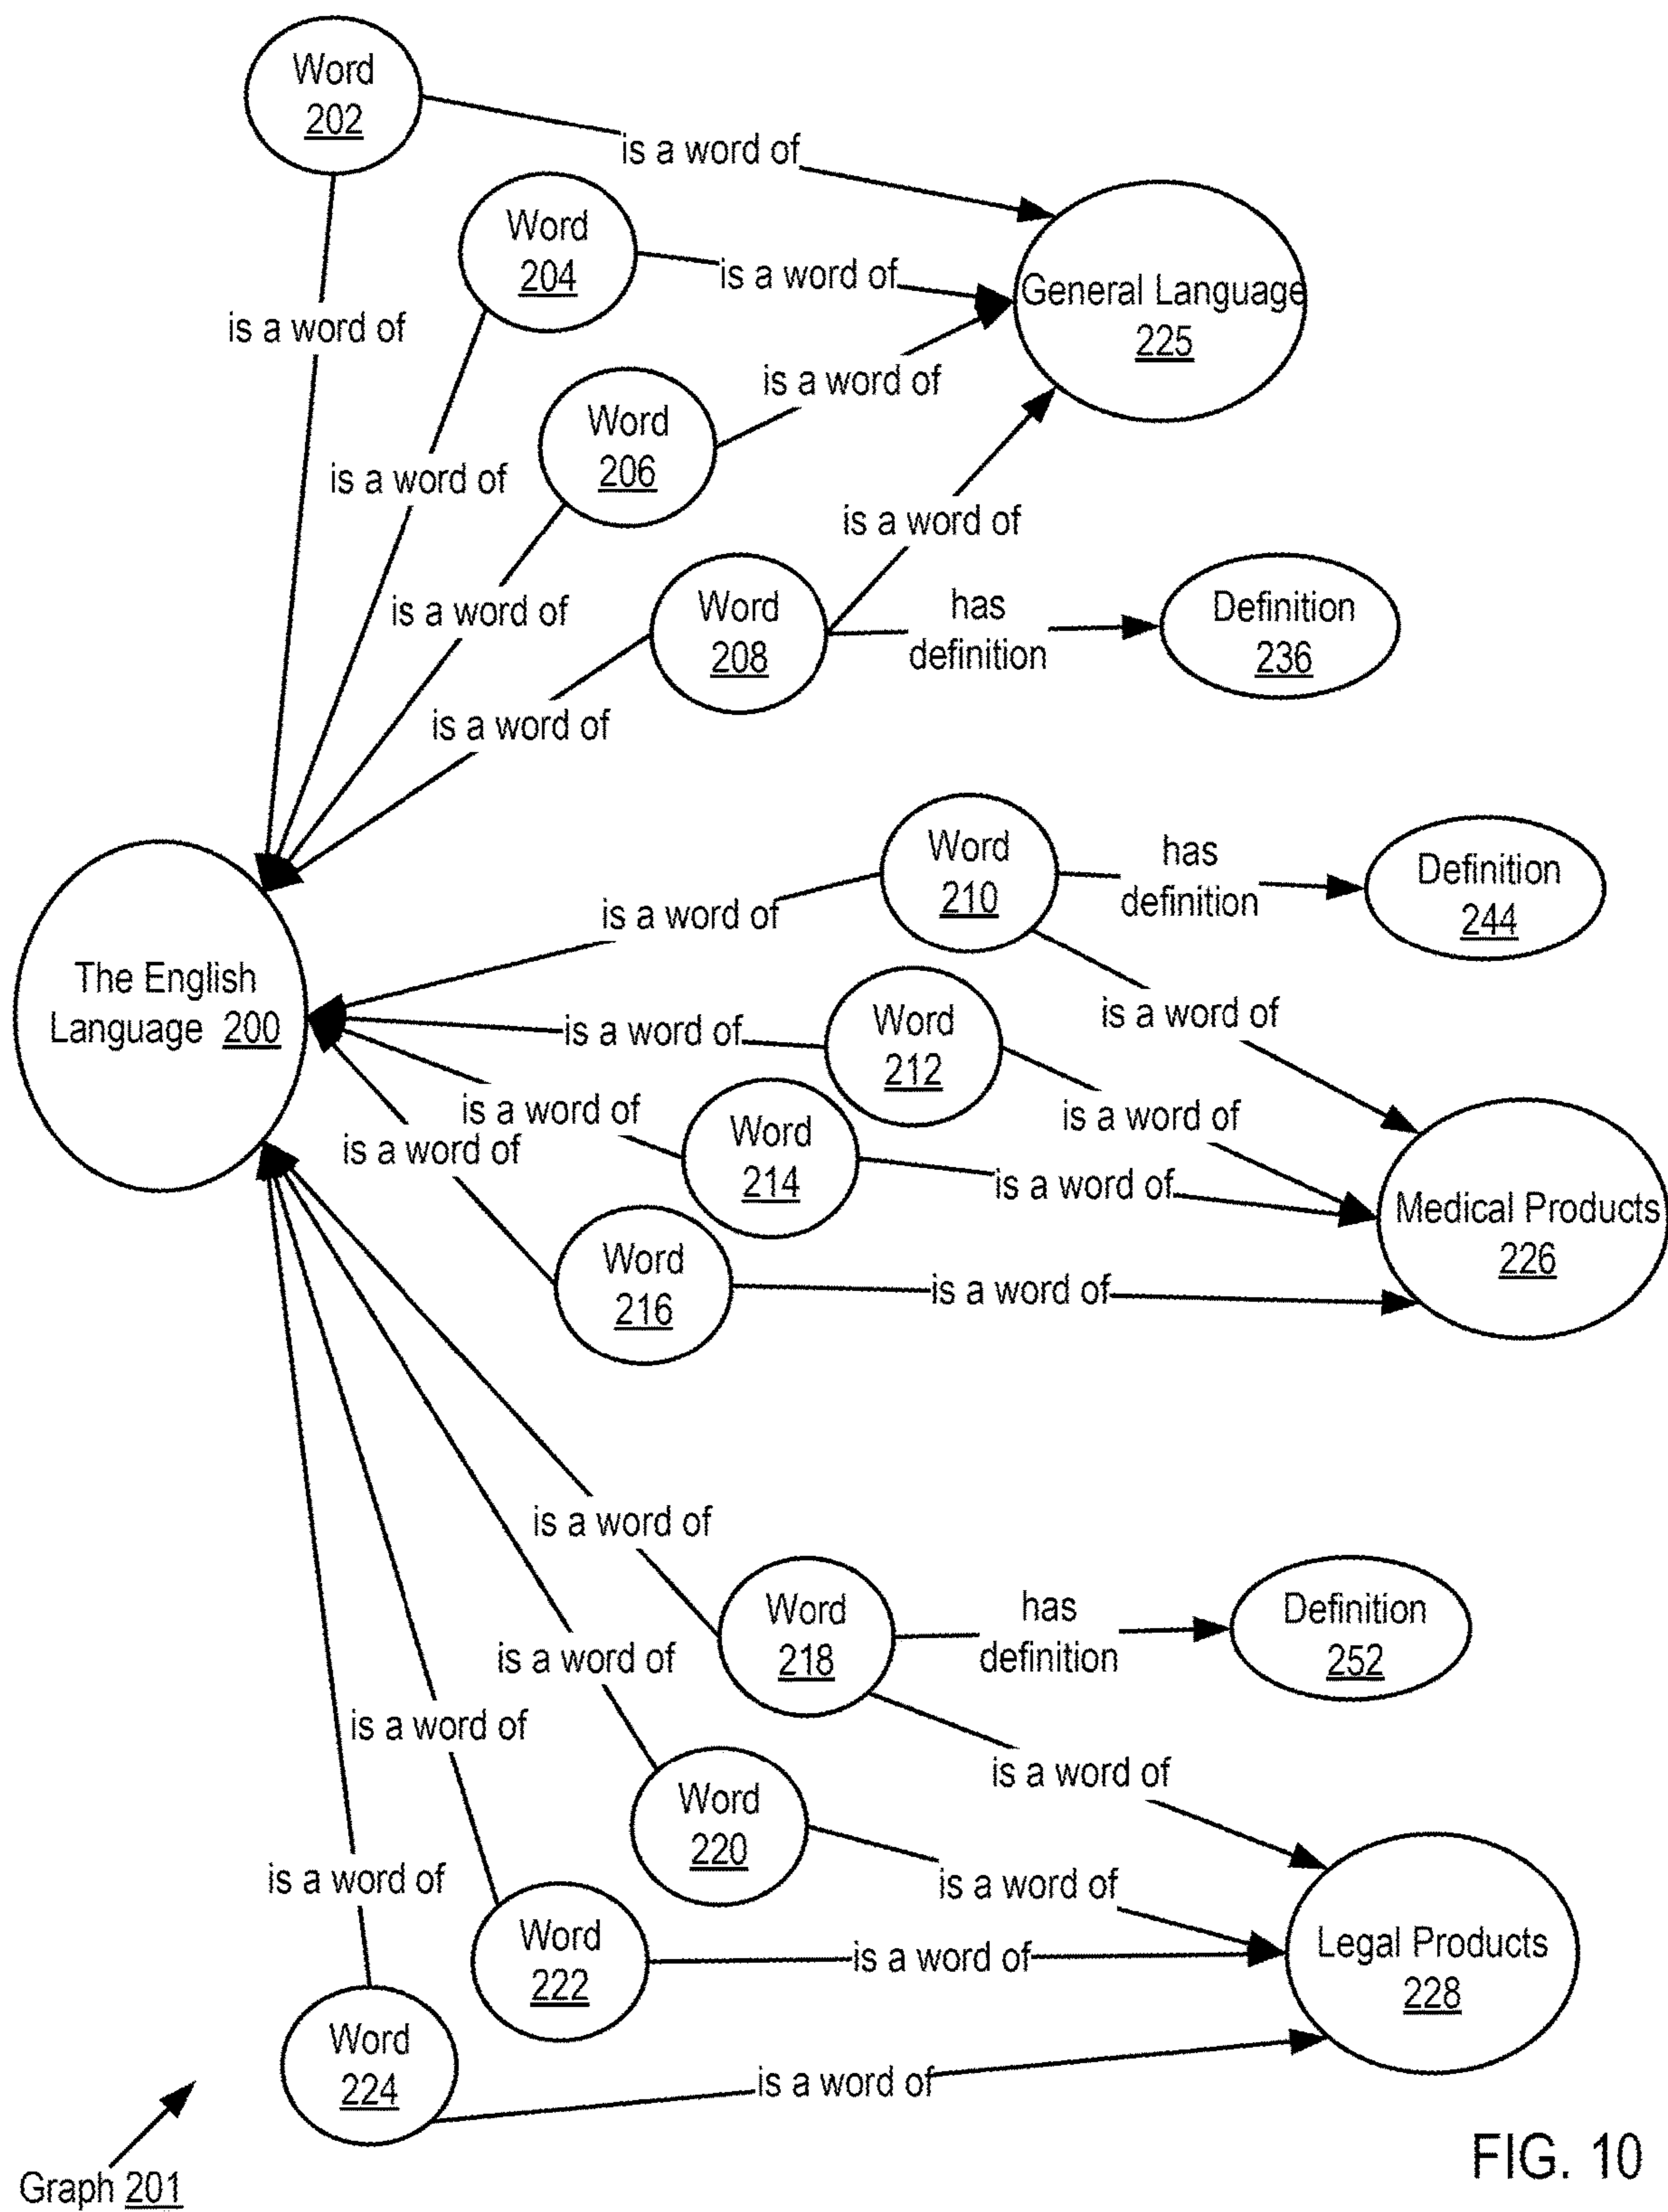 Word
202
is a word of
Word
204
is a word of
General Language
225
is a word of
is a word of
Word
206
is a word of
is a word of
is a word of
Word
208
has
definition
Definition
236
is a word of
is a word of
Word
210
has
definition
Definition
244
is a word of
The English
Language 200
is a word of
Word
212
is a word of
is a word of
is a word of
Word
214
is a word of
is a word of
Medical Products
226
Word
216
is a word of
is a word of
Word
218
has
definition
Definition
252
is a word of
is a word of
is a word of
Word
220
is a word of
is a word of
Legal Products
228
Word
222
is a word of
Word
224
is a word of
Graph 201
FIG. 10